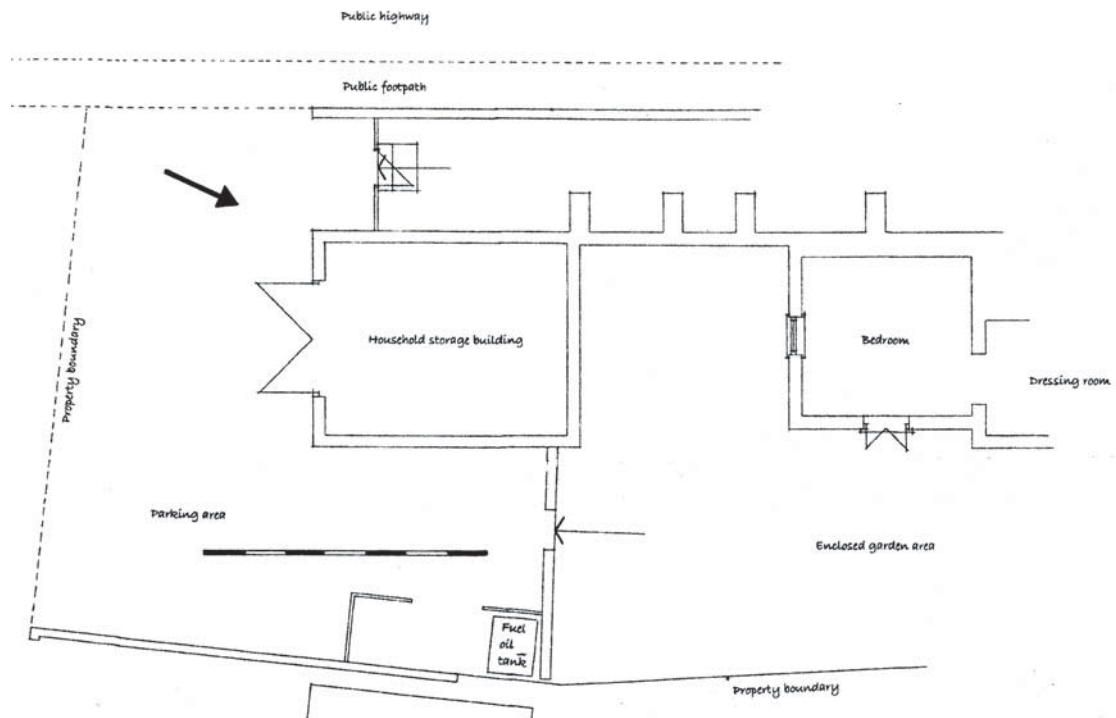 Public highway
Public footpath
Property boundary
Household storage building
Bedroom
Dressing room
Parking area
Enclosed garden area
Fuel
oil
tank
Property boundary